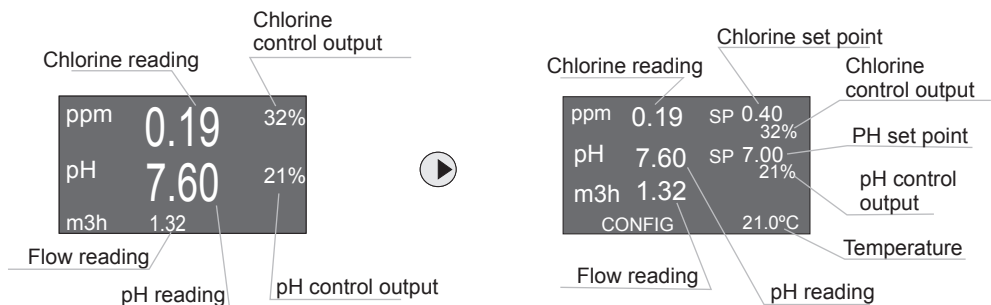 Chlorine
control output
Chlorine reading
ppm 0.19 32%
pH 7.60 21%
m3h 1.32
Flow reading
pH reading
pH control output
Chlorine set point
Chlorine reading
Chlorine
control output
ppm 0.19 SP 0.40
32%
PH set point
pH 7.60 SP 7.00
21%
pH control
output
m3h 1.32
CONFIG 21.0ºC
Temperature
Flow reading
pH reading